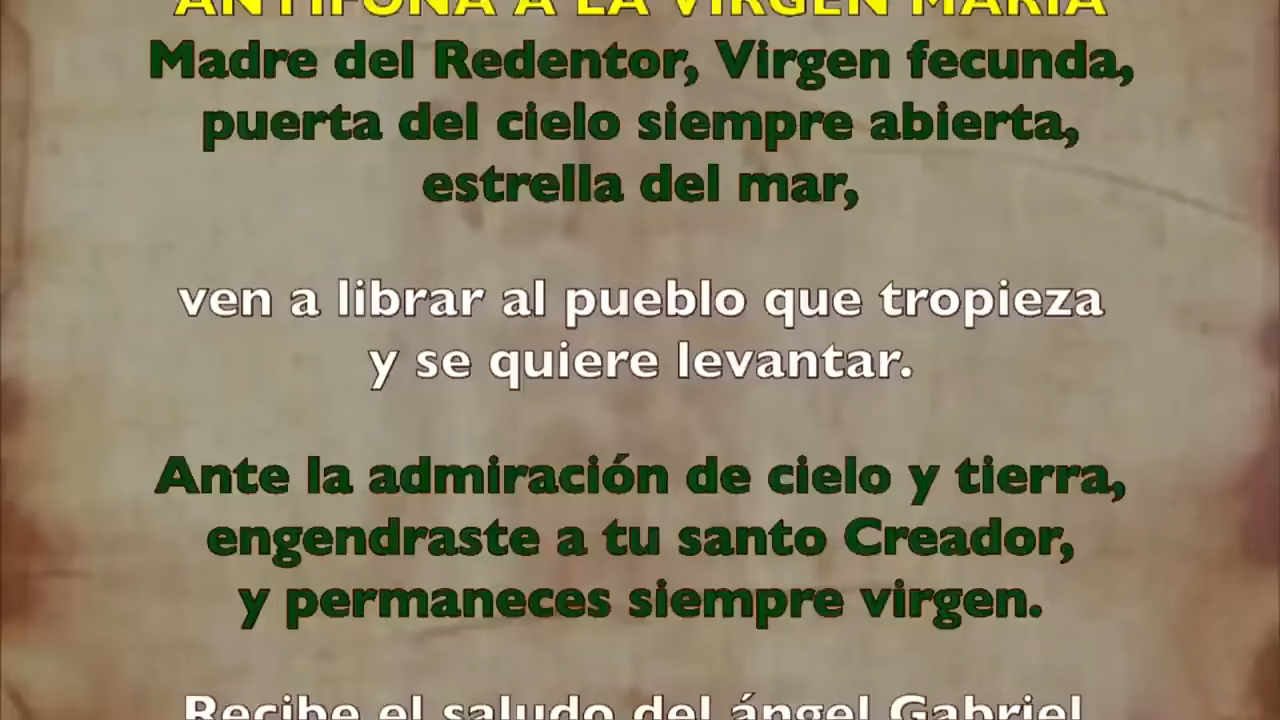 ANTÍFONA A LA VIRGEN MARÍA
Madre del Redentor, Virgen fecunda,
puerta del cielo siempre abierta,
estrella del mar,
ven a librar al pueblo que tropieza
y se quiere levantar.
Ante la admiración de cielo y tierra,
engendraste a tu santo Creador,
y permaneces siempre virgen.
Recibe el saludo del ángel Gabriel